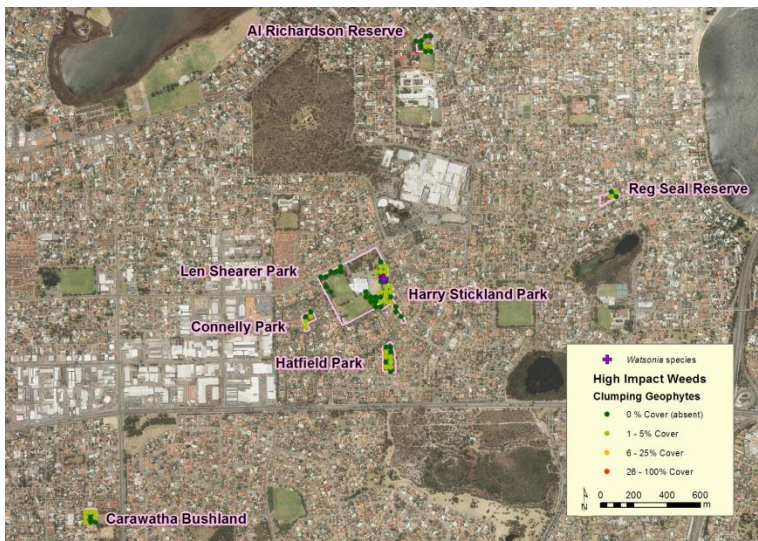 Al Richardson Reserve
Reg Seal Reserve
Len Shearer Park
Harry Stickland Park
Connelly Park
Hatfield Park
Carawatha Bushland
Watsonia species
High Impact Weeds
Clumping Geophytes
0 % Cover (absent)
1 - 5% Cover
6 - 25% Cover
26 - 100% Cover
N
0 200 400 600
m